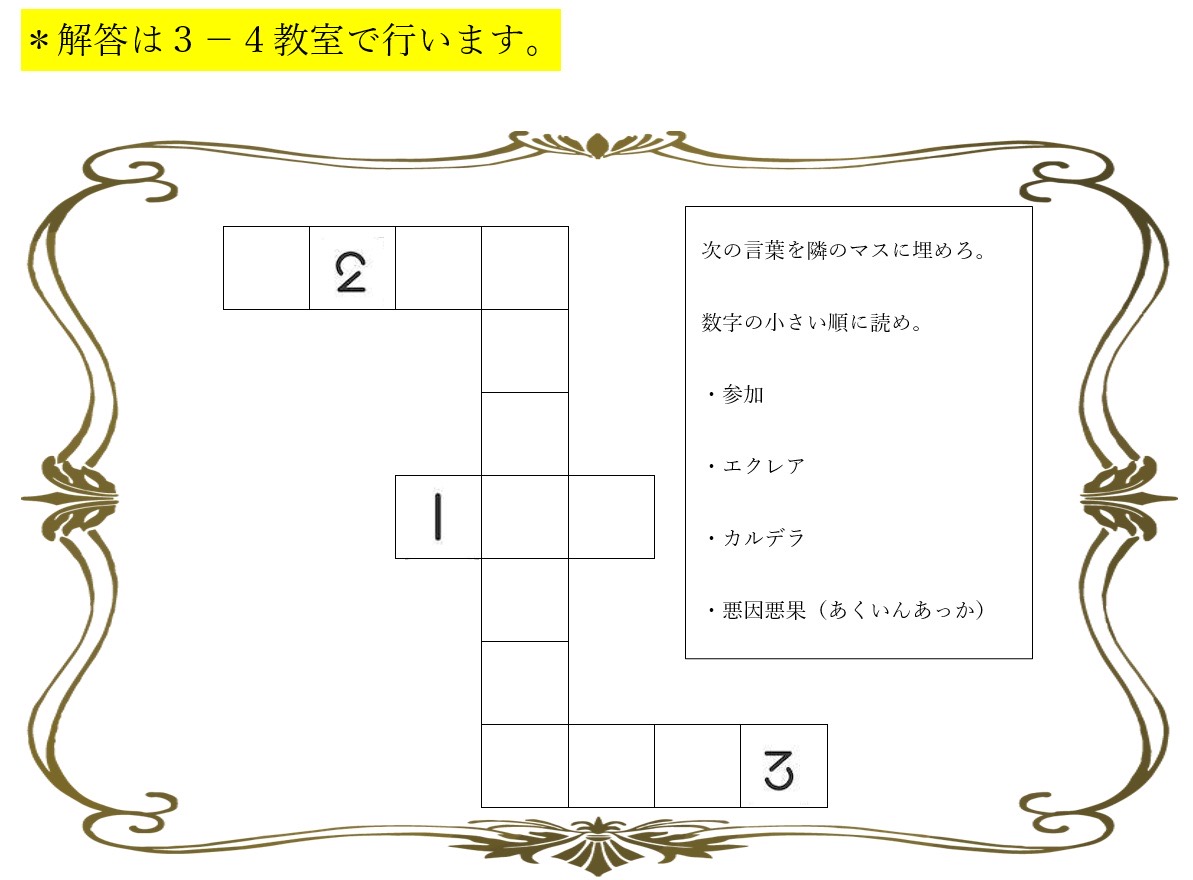 ＊解答は３－４教室で行います。
次の言葉を隣のマスに埋めろ。
2
数字の小さい順に読め。
・参加
・エクレア
1
・カルデラ
・悪因悪果（あくいんあっか）
3